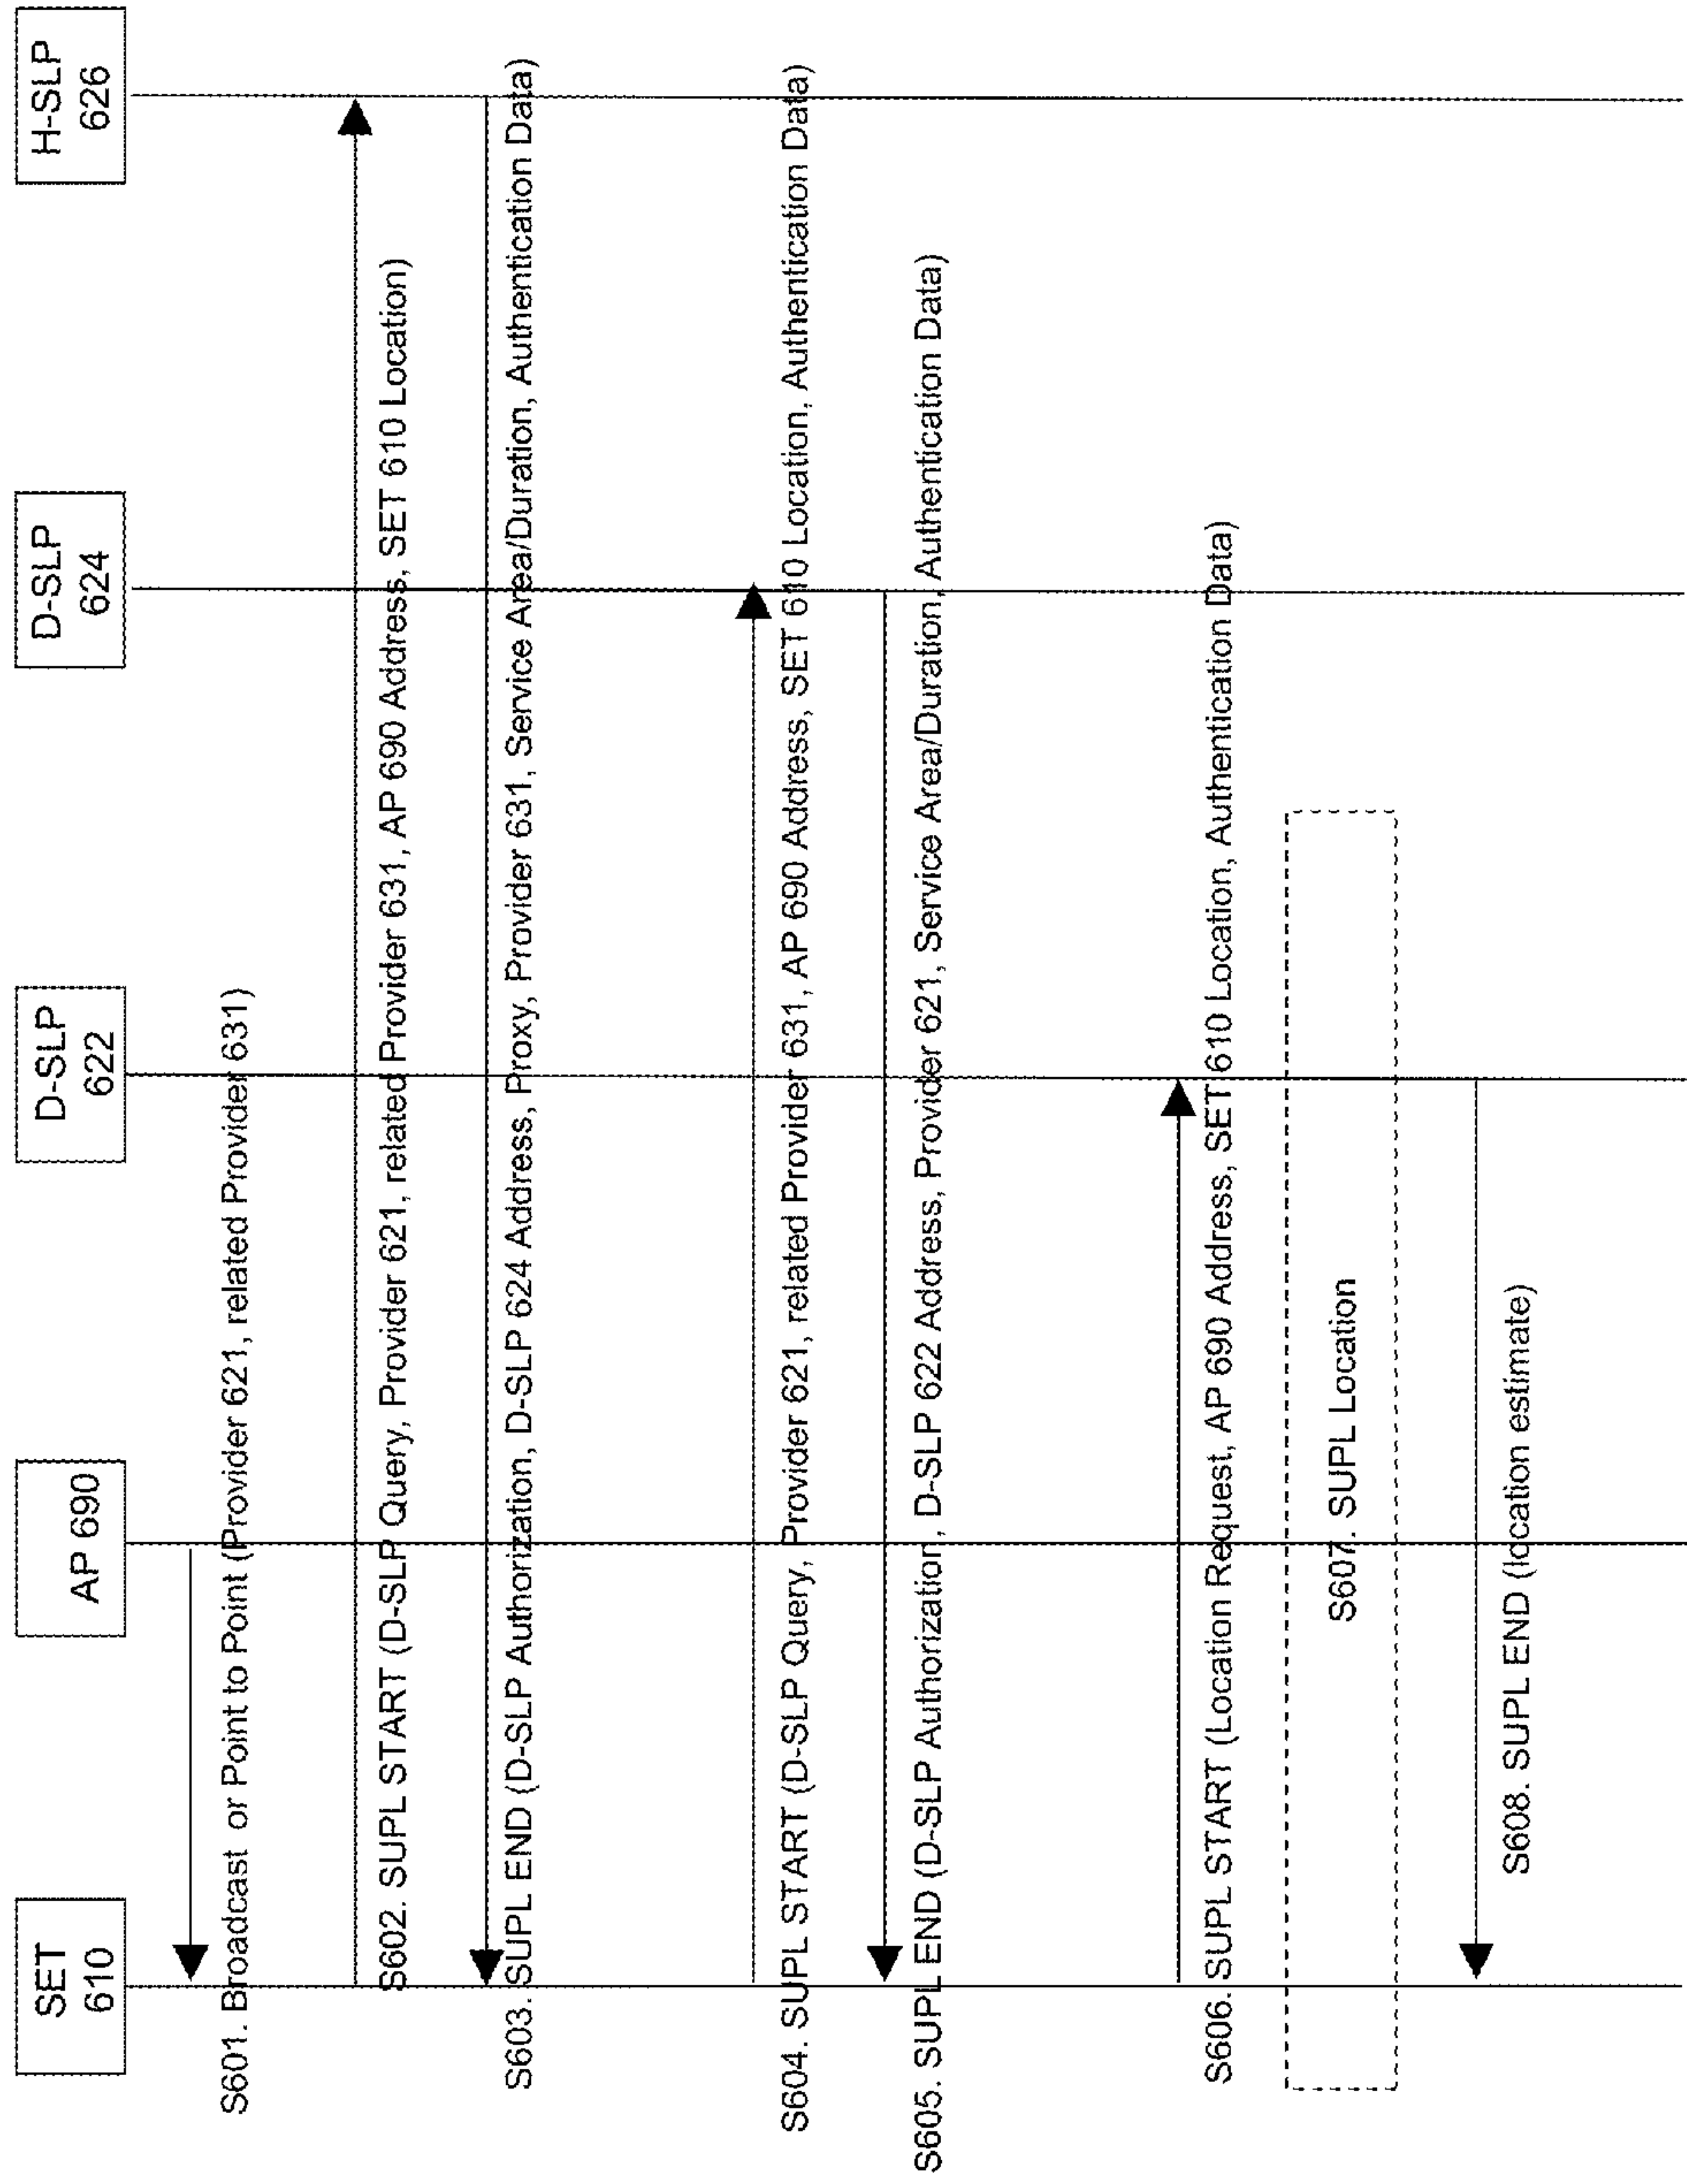 SET
610
AP 690
D-SLP
622
D-SLP
624
H-SLP
626
S601. Broadcast or Point to Point (Provider 621, related Provider 631)
S602. SUPL START (D-SLP Query, Provider 621, related Provider 631, AP 690 Address, SET 610 Location)
S603. SUPL END (D-SLP Authorization, D-SLP 624 Address, Proxy, Provider 631, Service Area/Duration, Authentication Data)
S604. SUPL START (D-SLP Query, Provider 621, related Provider 631, AP 690 Address, SET 610 Location, Authentication Data)
S605. SUPL END (D-SLP Authorization, D-SLP 622 Address, Provider 621, Service Area/Duration, Authentication Data)
S606. SUPL START (Location Request, AP 690 Address, SET 610 Location, Authentication Data)
S607. SUPL Location
S608. SUPL END (location estimate)